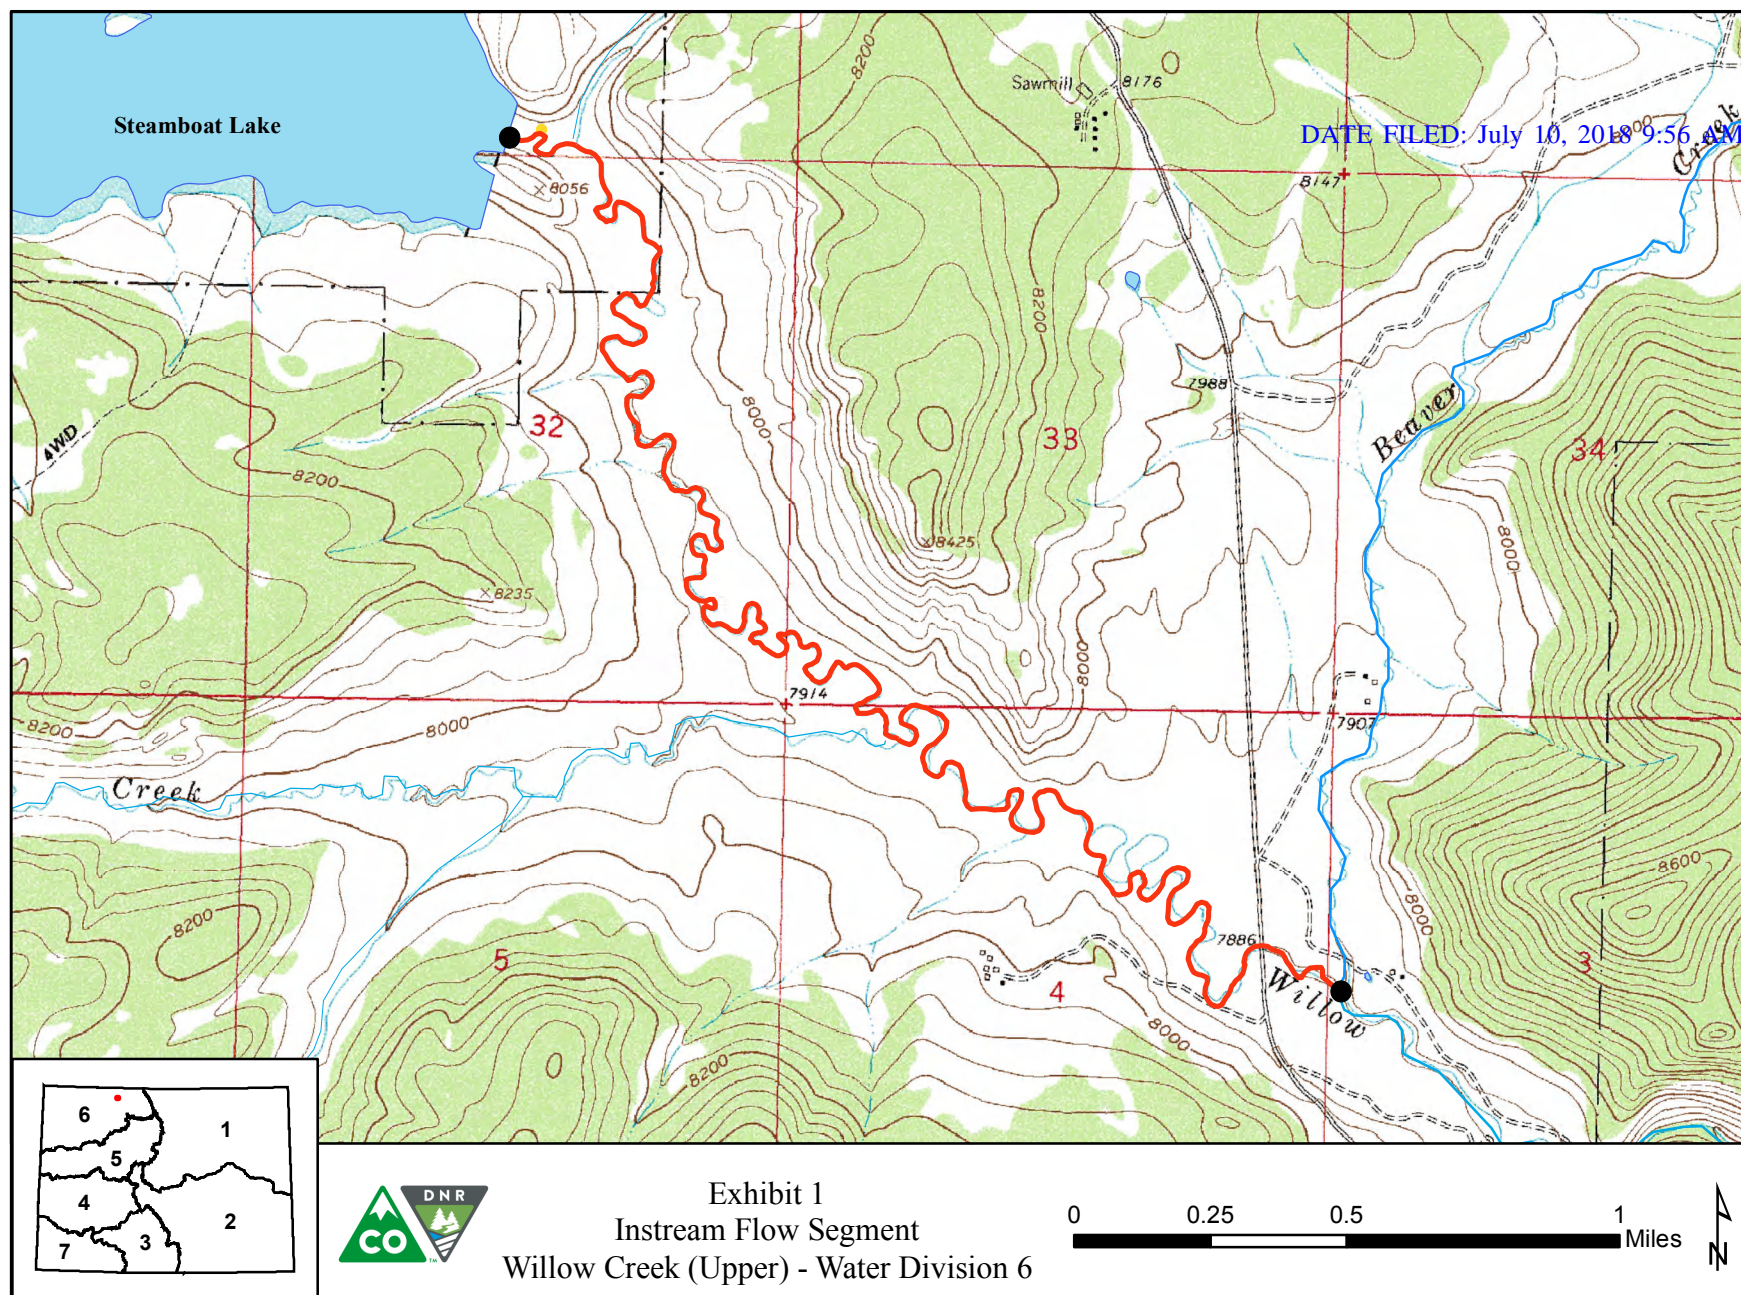 8200
Sawmill
8176
Steamboat Lake
8000
DATE FILED: July 10, 2018 9:56 AM
Creek
8147
8056
8200
7988
8000
Beaver
32
33
34
4WD
8200
8425
8000
8235
8000
7914
7907
8200
8000
Creek
8600
8200
8000
7886
5
4
3
Willow
8000
8200
6
1
5
4
2
3
7
DNR
CO
TM
Exhibit 1
Instream Flow Segment
Willow Creek (Upper) - Water Division 6
0 0.25 0.5 1
Miles
N